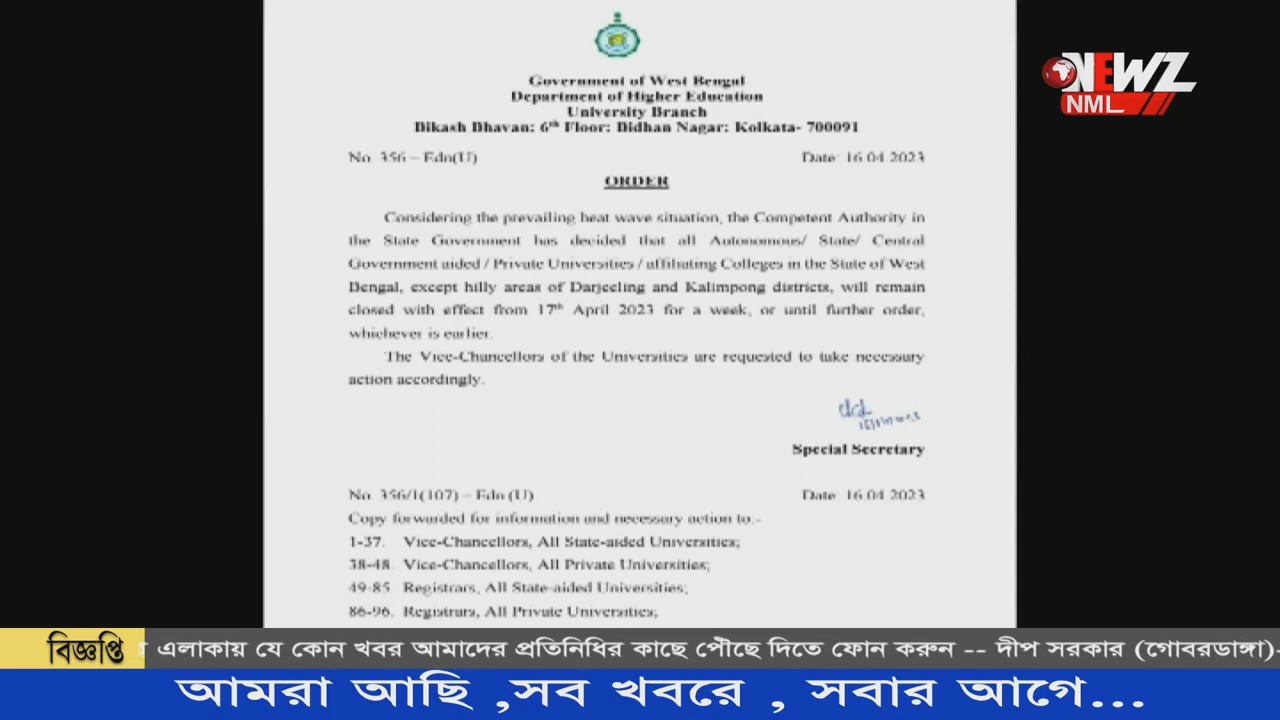 Government of West Bengal
Department of Higher Education
University Branch
Bikash Bhavan: 6th Floor: Bidhan Nagar: Kolkata- 700091
No. 356 – Edn(U) Date: 16.04.2023
ORDER
Considering the prevailing heat wave situation, the Competent Authority in
the State Government has decided that all Autonomous/ State/ Central
Government aided / Private Universities / affiliating Colleges in the State of West
Bengal, except hilly areas of Darjeeling and Kalimpong districts, will remain
closed with effect from 17th April 2023 for a week, or until further order,
whichever is earlier.
The Vice-Chancellors of the Universities are requested to take necessary
action accordingly.
Special Secretary
No. 356/1(107) – Edn (U) Date: 16.04.2023
Copy forwarded for information and necessary action to:-
1-37. Vice-Chancellors, All State-aided Universities;
38-48. Vice-Chancellors, All Private Universities;
49-85. Registrars, All State-aided Universities;
86-96. Registrars, All Private Universities;
NEWZ
NML
বিজ্ঞপ্তি এলাকায় যে কোন খবর আমাদের প্রতিনিধির কাছে পৌঁছে দিতে ফোন করুন -- দীপ সরকার (গোবরডাঙ্গা)-
আমরা আছি ,সব খবরে , সবার আগে...